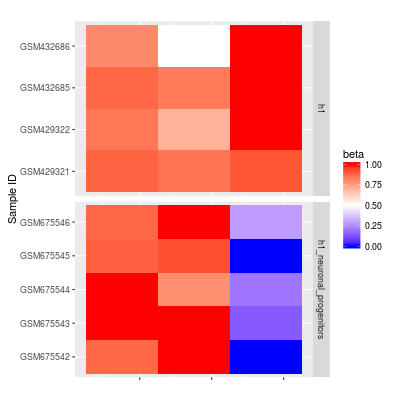 GSM432686
GSM432685
GSM429322
GSM429321
h1
GSM675546
GSM675545
GSM675544
GSM675543
GSM675542
h1_neuronal_progenitors
Sample ID
beta
1.00
0.75
0.50
0.25
0.00